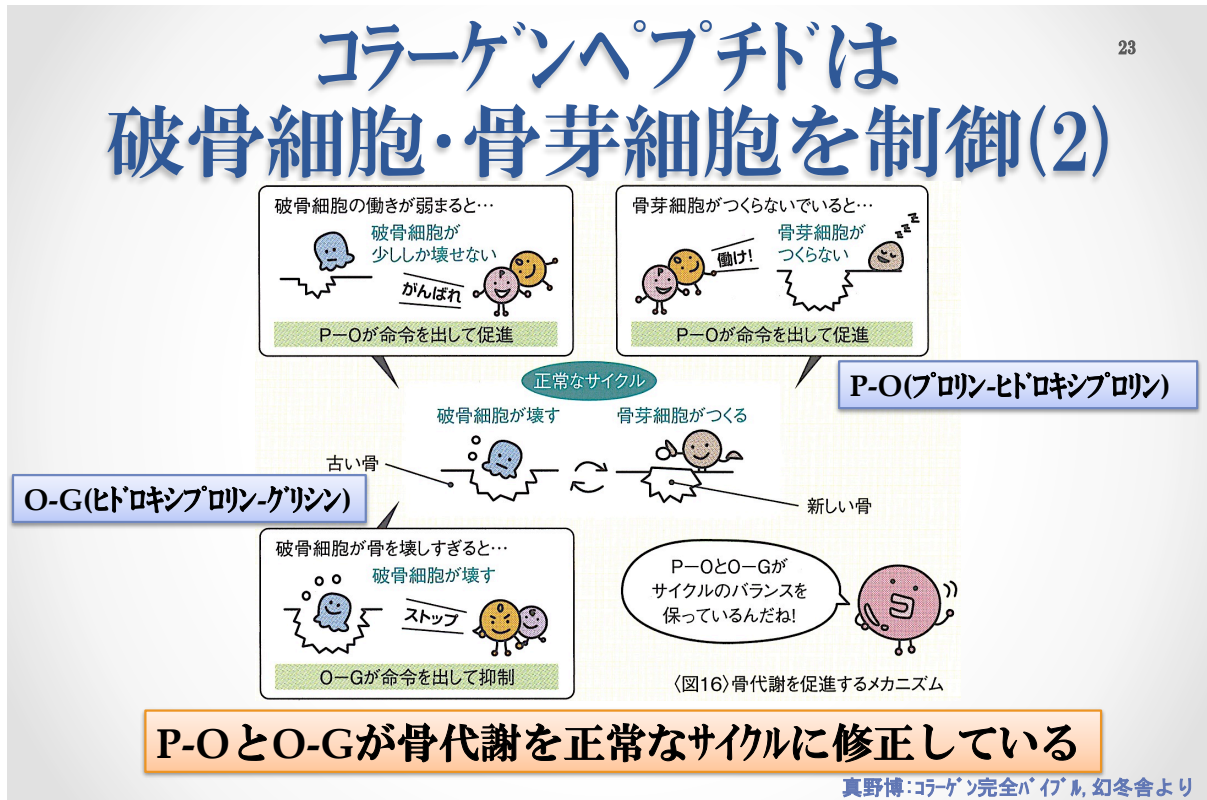 23
コラーゲンペプチドは
破骨細胞・骨芽細胞を制御(2)
破骨細胞の働きが弱まると…
破骨細胞が
少ししか壊せない
がんばれ
P
P－Oが命令を出して促進
骨芽細胞がつくらないでいると…
骨芽細胞が
つくらない
zzz
働け!
P
P－Oが命令を出して促進
P-O(プロリン-ヒドロキシプロリン)
正常なサイクル
破骨細胞が壊す
骨芽細胞がつくる
古い骨
新しい骨
O-G(ヒドロキシプロリン-グリシン)
破骨細胞が骨を壊しすぎると…
破骨細胞が壊す
ストップ
O
G
O－Gが命令を出して抑制
P－OとO－Gが
サイクルのバランスを
保っているんだね!
コ
〈図16〉骨代謝を促進するメカニズム
P-OとO-Gが骨代謝を正常なサイクルに修正している
真野博:コラーゲン完全バイブル,幻冬舎より